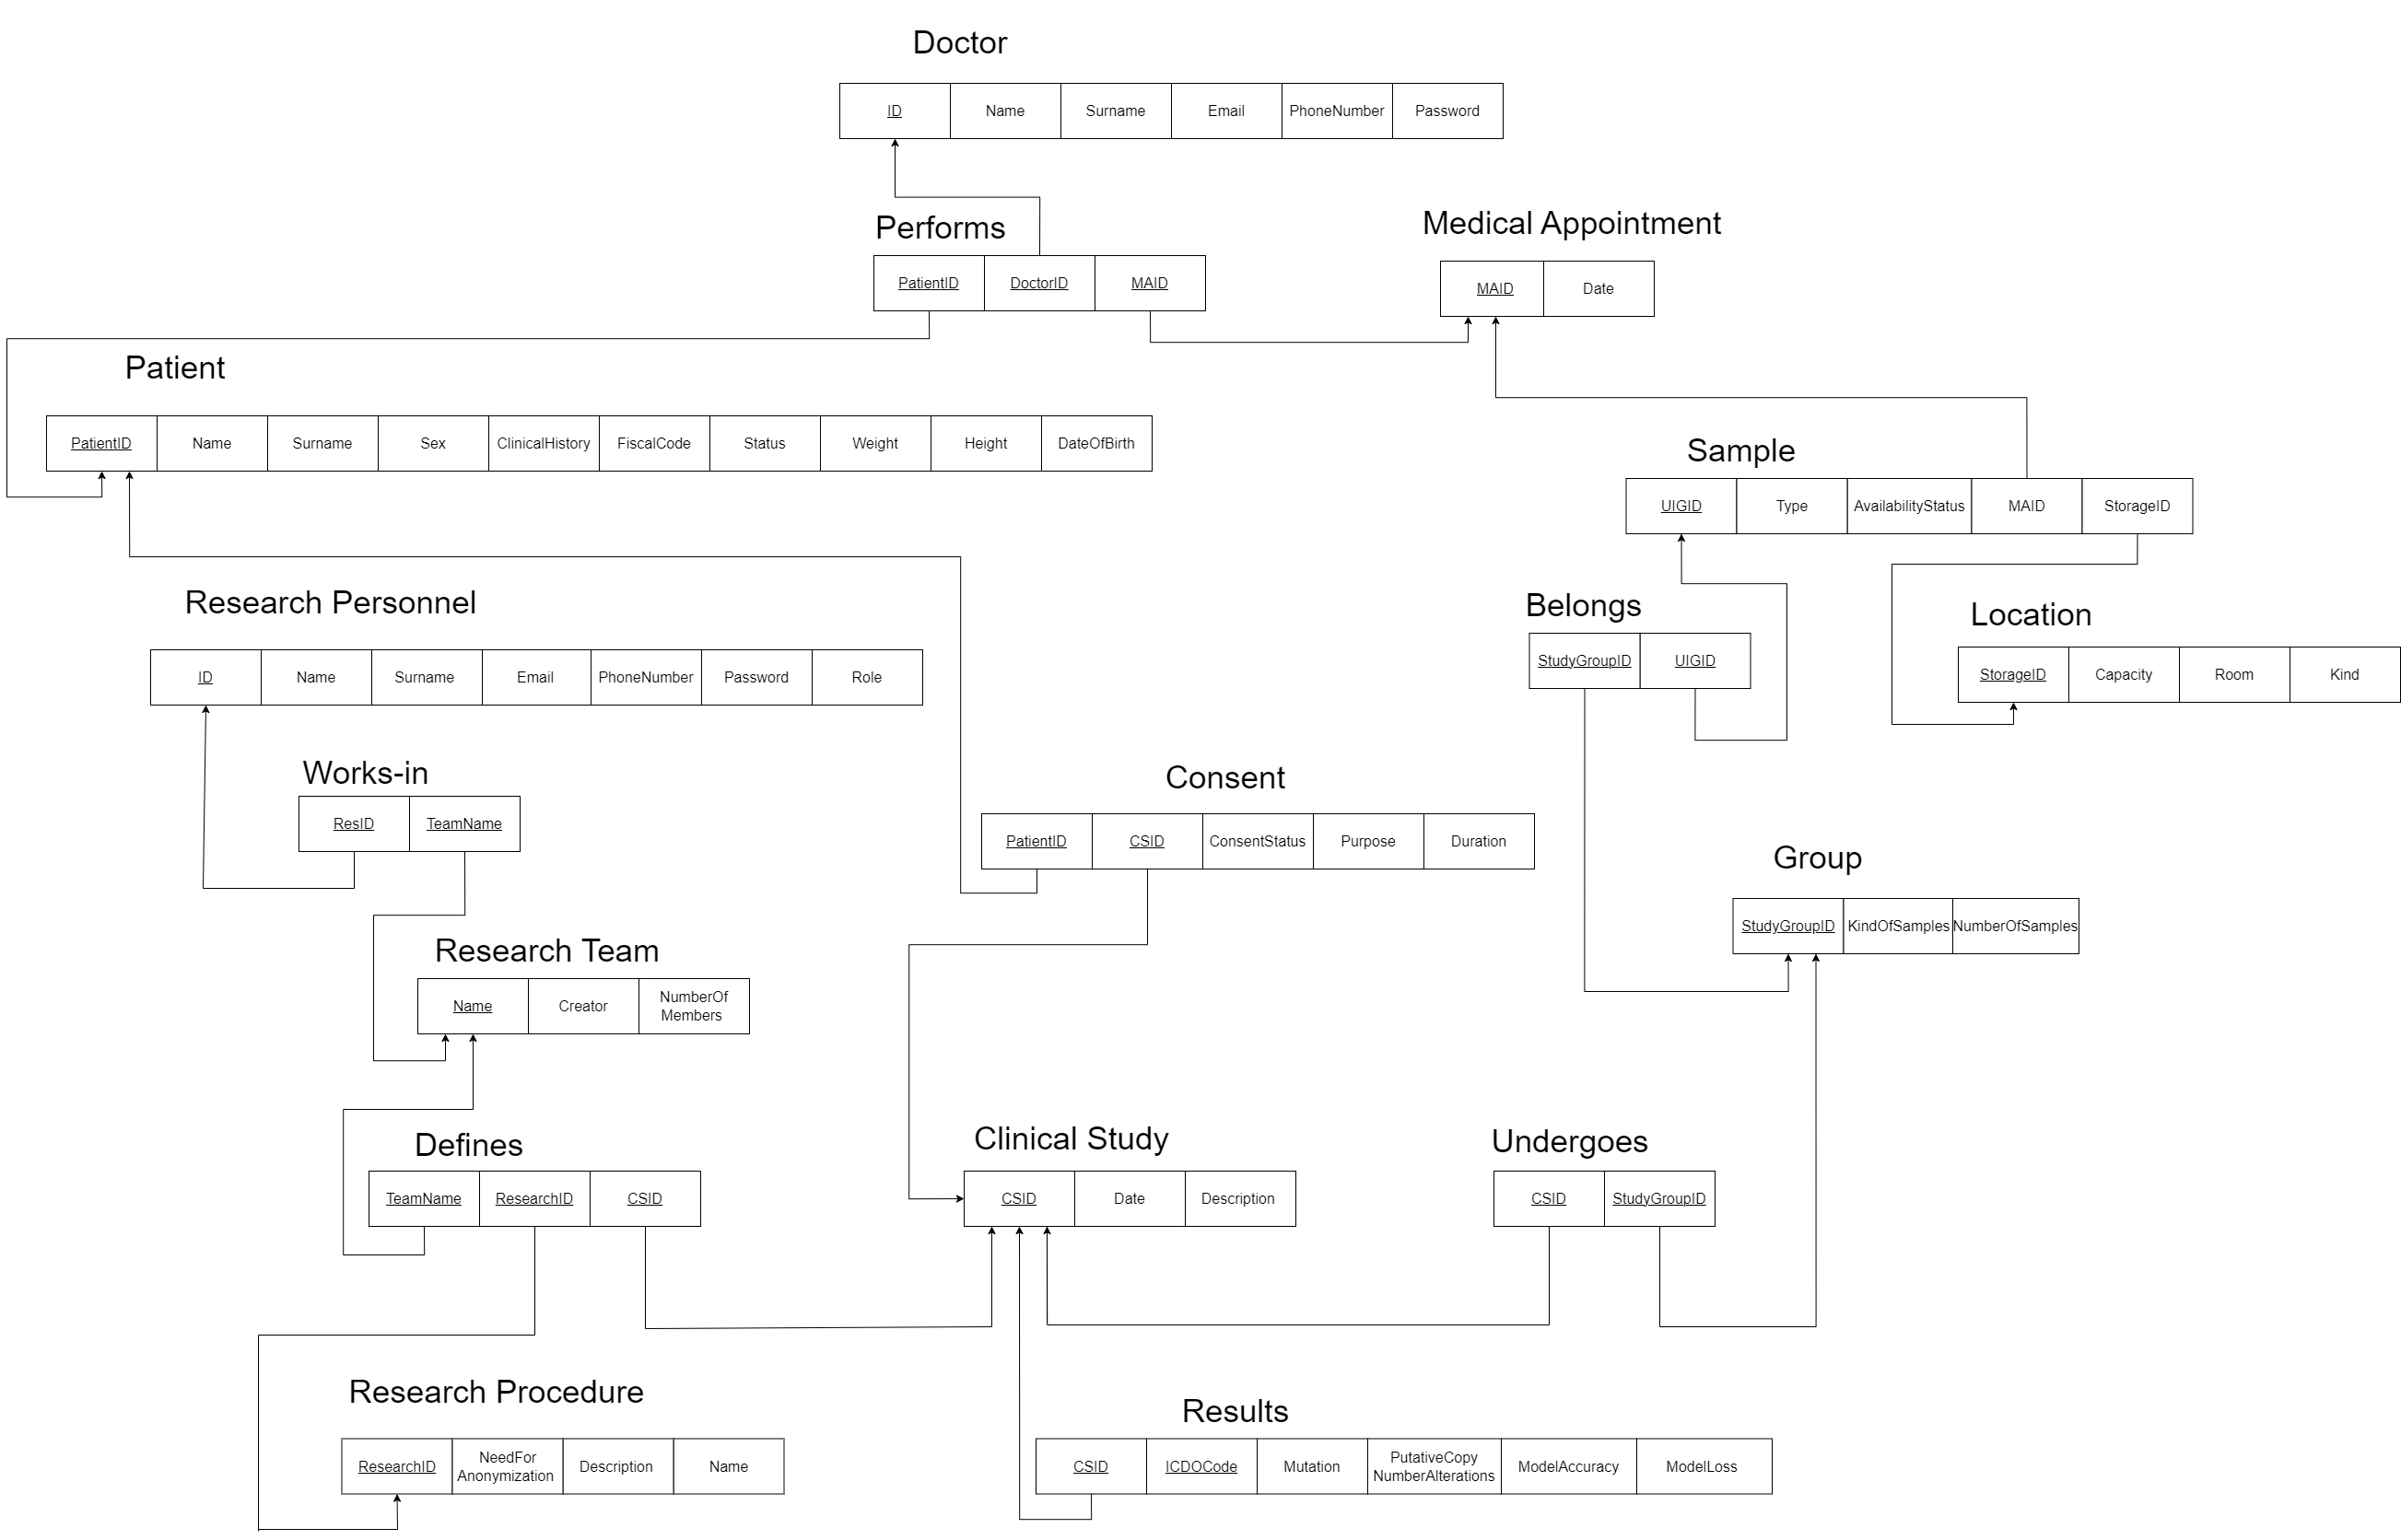 Doctor
ID Name Surname Email PhoneNumber Password
Performs
PatientID DoctorID MAID
Medical Appointment
MAID Date
Patient
PatientID Name Surname Sex ClinicalHistory FiscalCode Status Weight Height DateOfBirth
Sample
UIGID Type AvailabilityStatus MAID StorageID
Research Personnel
ID Name Surname Email PhoneNumber Password Role
Belongs
StudyGroupID UIGID
Location
StorageID Capacity Room Kind
Works-in
ResID TeamName
Consent
PatientID CSID ConsentStatus Purpose Duration
Group
StudyGroupID KindOfSamples NumberOfSamples
Research Team
Name Creator NumberOf
Members
Defines
TeamName ResearchID CSID
Clinical Study
CSID Date Description
Undergoes
CSID StudyGroupID
Research Procedure
ResearchID NeedFor
Anonymization Description Name
Results
CSID ICDOCode Mutation PutativeCopy
NumberAlterations ModelAccuracy ModelLoss